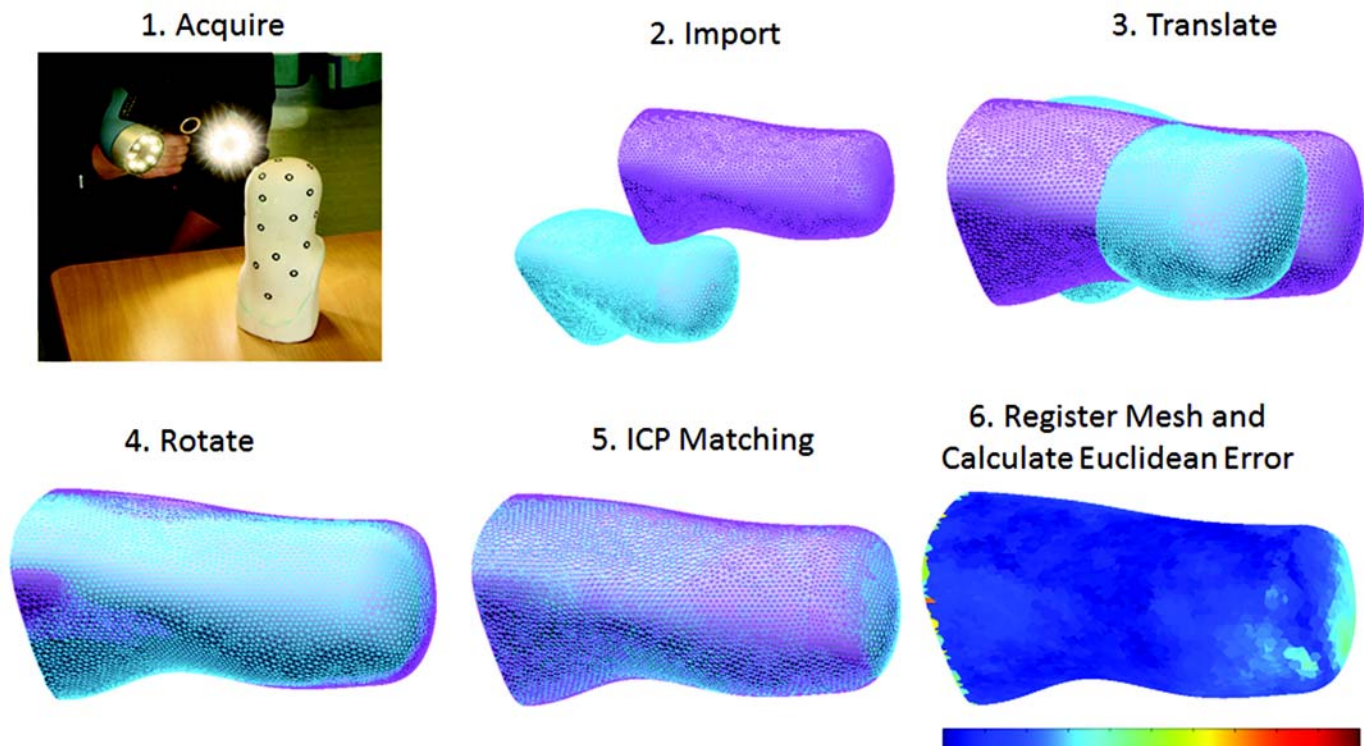 1. Acquire
2. Import
3. Translate
4. Rotate
5. ICP Matching
6. Register Mesh and
Calculate Euclidean Error